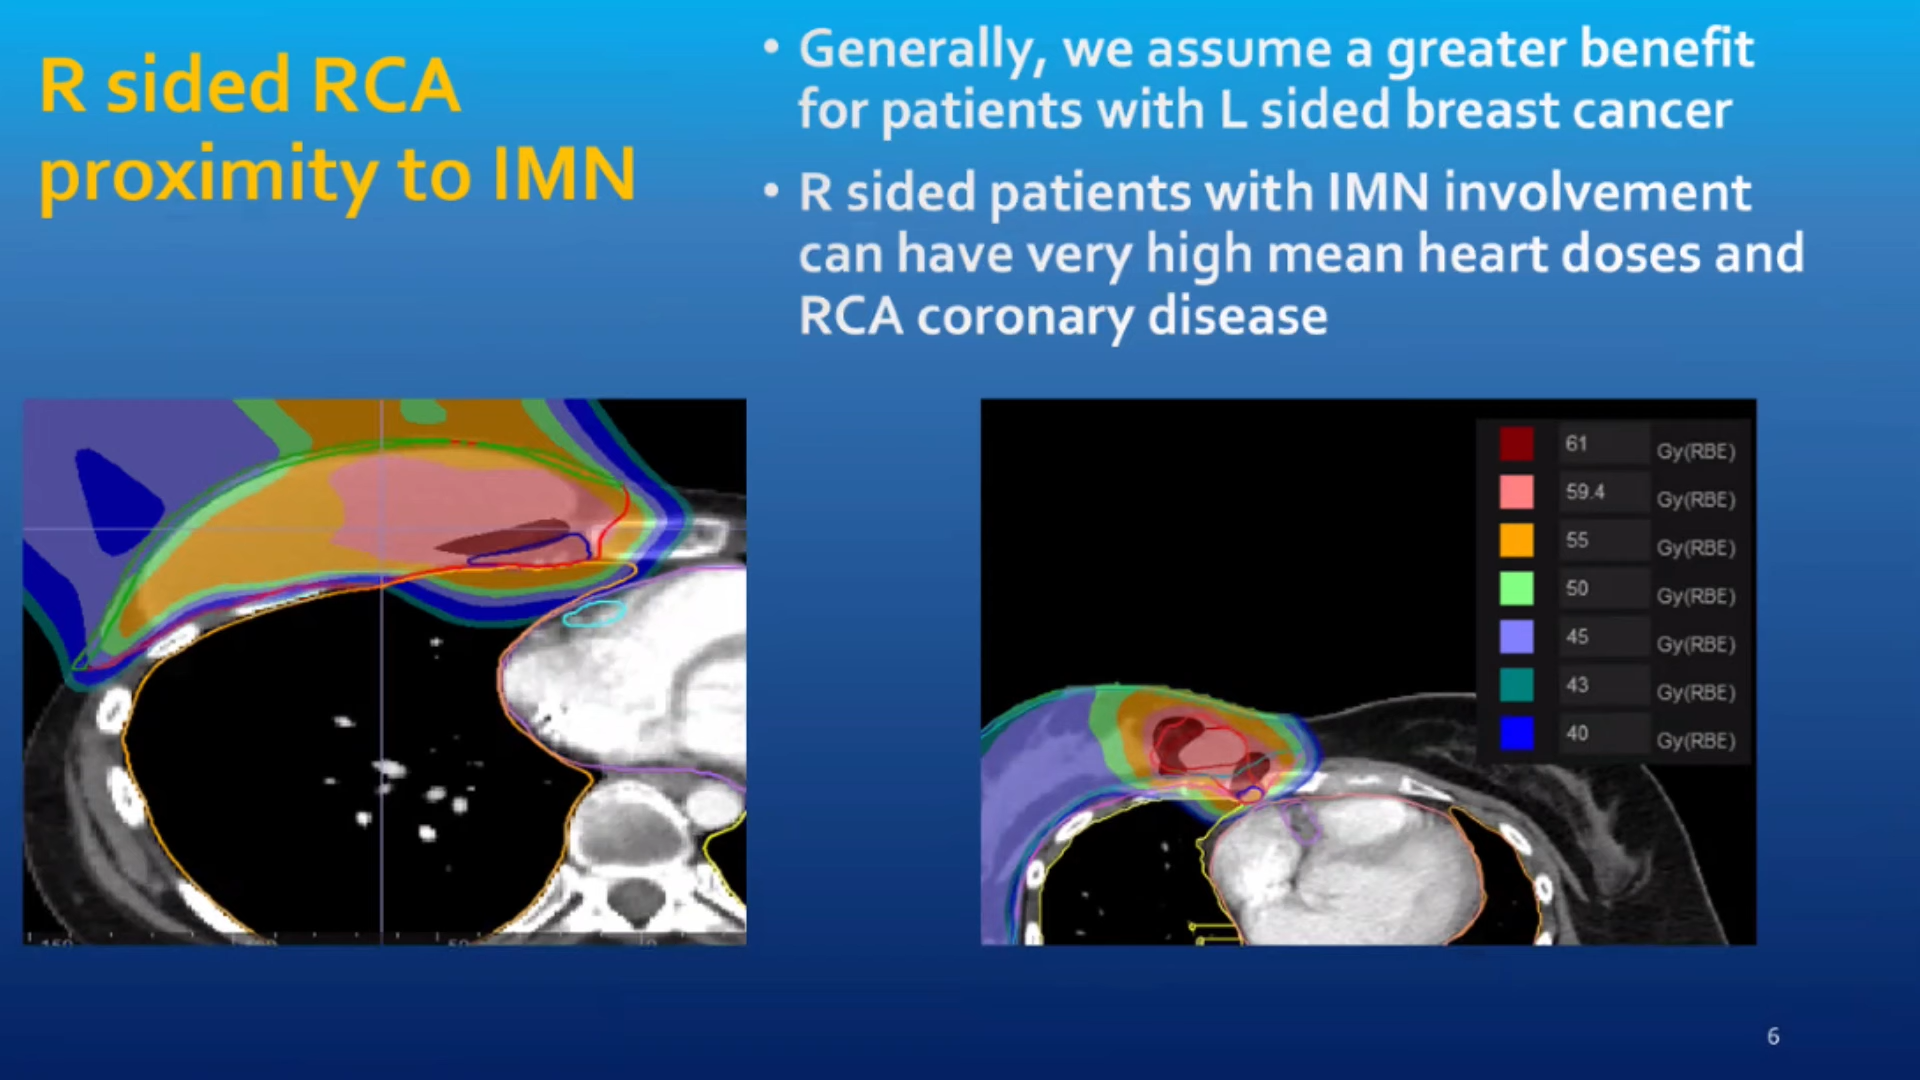 R sided RCA
proximity to IMN
• Generally, we assume a greater benefit
for patients with L sided breast cancer
• R sided patients with IMN involvement
can have very high mean heart doses and
RCA coronary disease
61 Gy(RBE)
59.4 Gy(RBE)
55 Gy(RBE)
50 Gy(RBE)
45 Gy(RBE)
43 Gy(RBE)
40 Gy(RBE)
6